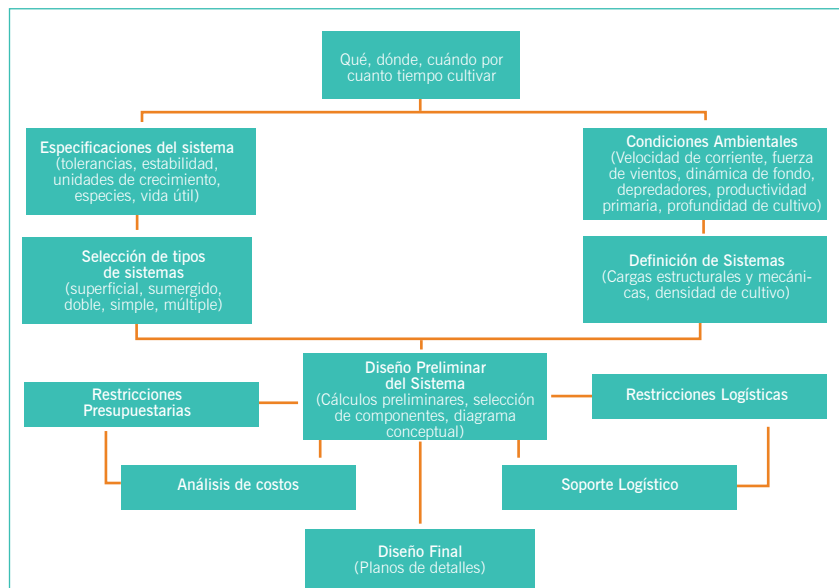 Qué, dónde, cuándo por
cuanto tiempo cultivar
Especificaciones del sistema
(tolerancias, estabilidad,
unidades de crecimiento,
especies, vida útil)
Condiciones Ambientales
(Velocidad de corriente, fuerza
de vientos, dinámica de fondo,
depredadores, productividad
primaria, profundidad de cultivo)
Selección de tipos
de sistemas
(superficial, sumergido,
doble, simple, múltiple)
Definición de Sistemas
(Cargas estructurales y mecáni-
cas, densidad de cultivo)
Diseño Preliminar
del Sistema
(Cálculos preliminares, selección
de componentes, diagrama
conceptual)
Restricciones
Presupuestarias
Restricciones Logísticas
Análisis de costos
Soporte Logístico
Diseño Final
(Planos de detalles)